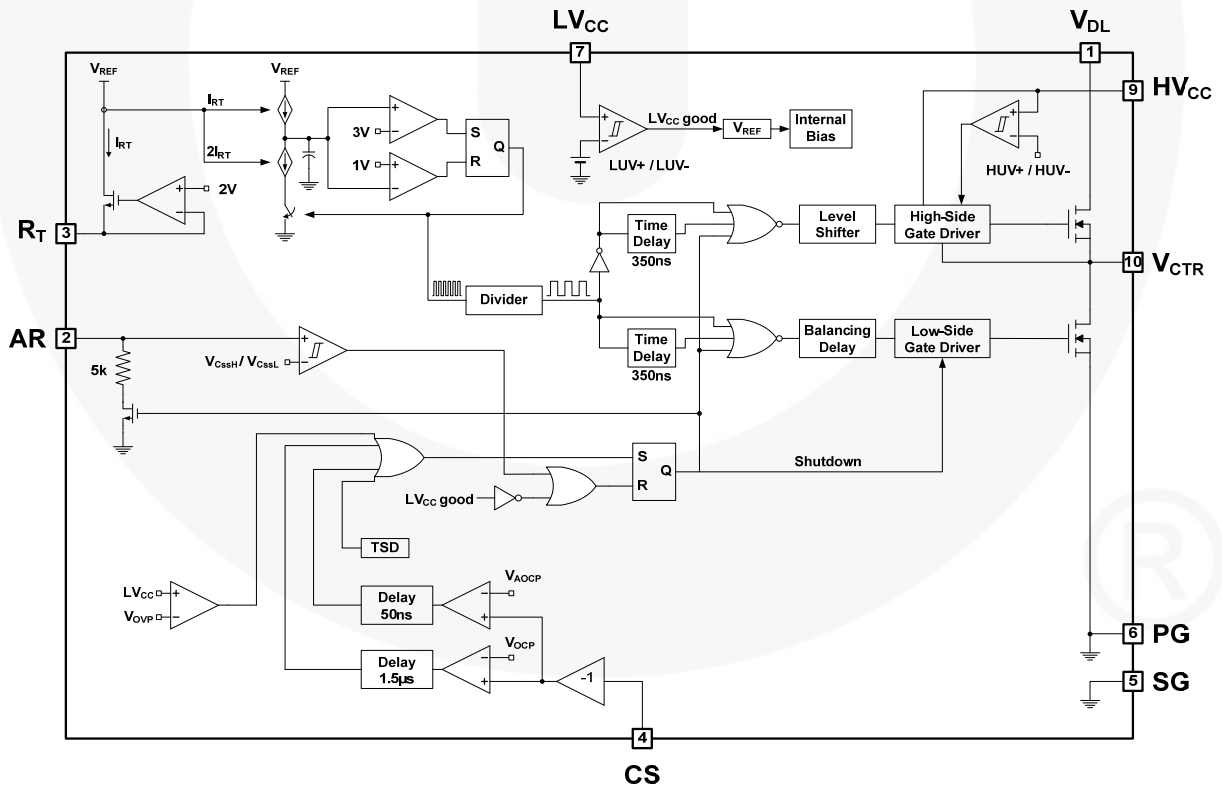 LVCC
VDL
7
1
VREF
VREF
9
HVCC
IRT
+
3V
−
S
Q
R
+
−
LVCC good
VREF
Internal
Bias
+
−
IRT
2IRT
1V
+
−
LUV+ / LUV-
HUV+ / HUV-
+
−
2V
RT
3
Time
Delay
350ns
Level
Shifter
High-Side
Gate Driver
10
VCTR
Divider
AR
2
+
−
VCssH / VCssL
Time
Delay
350ns
Balancing
Delay
Low-Side
Gate Driver
5k
S
Q
R
Shutdown
LVCC good
TSD
LVCC
+
VOVP
−
Delay
50ns
−
+
VAOCP
Delay
1.5µs
−
+
VOCP
-1
6
PG
5
SG
4
CS
®